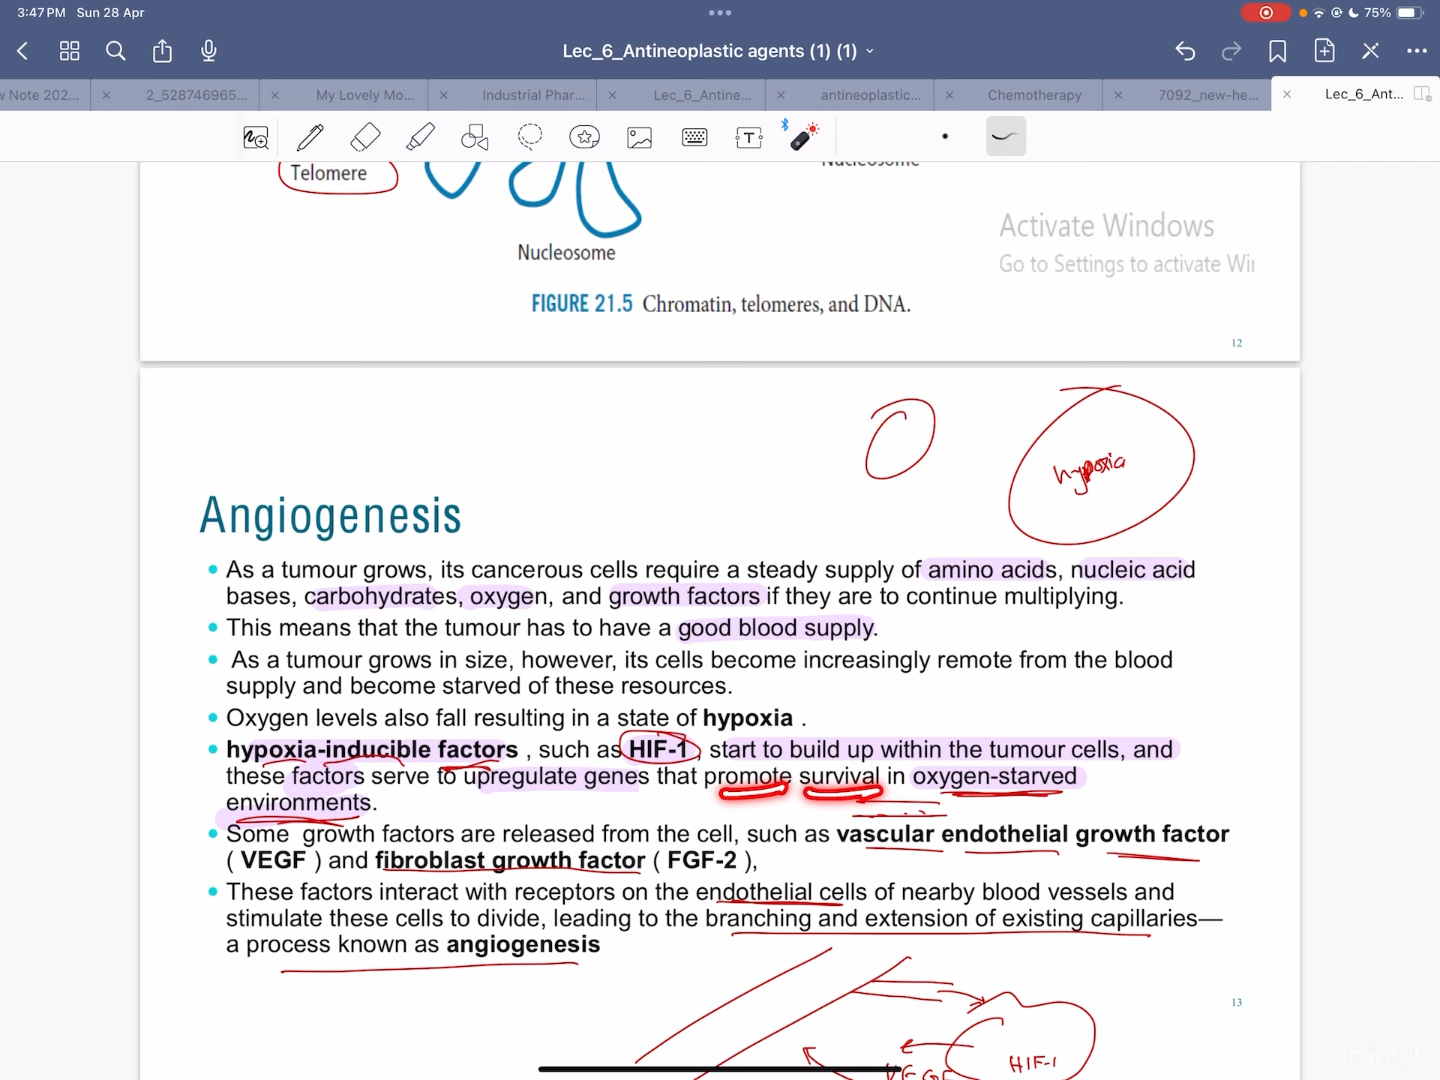 3:47 PM Sun 28 Apr
75%
Lec_6_Antineoplastic agents (1) (1)
w Note 202...
2_528746965...
My Lovely Mo...
Industrial Phar...
Lec_6_Antine...
antineoplastic...
Chemotherapy
7092_new-he...
Lec_6_Ant...
Telomere
Nucleosome
Nucleosome
Activate Windows
Go to Settings to activate Wi
FIGURE 21.5 Chromatin, telomeres, and DNA.
12
hypoxia
Angiogenesis
• As a tumour grows, its cancerous cells require a steady supply of amino acids, nucleic acid
bases, carbohydrates, oxygen, and growth factors if they are to continue multiplying.
• This means that the tumour has to have a good blood supply.
• As a tumour grows in size, however, its cells become increasingly remote from the blood
supply and become starved of these resources.
• Oxygen levels also fall resulting in a state of hypoxia .
• hypoxia-inducible factors , such as HIF-1, start to build up within the tumour cells, and
these factors serve to upregulate genes that promote survival in oxygen-starved
environments.
• Some growth factors are released from the cell, such as vascular endothelial growth factor
( VEGF ) and fibroblast growth factor ( FGF-2 ),
• These factors interact with receptors on the endothelial cells of nearby blood vessels and
stimulate these cells to divide, leading to the branching and extension of existing capillaries—
a process known as angiogenesis
13
HIF-1
VEGF